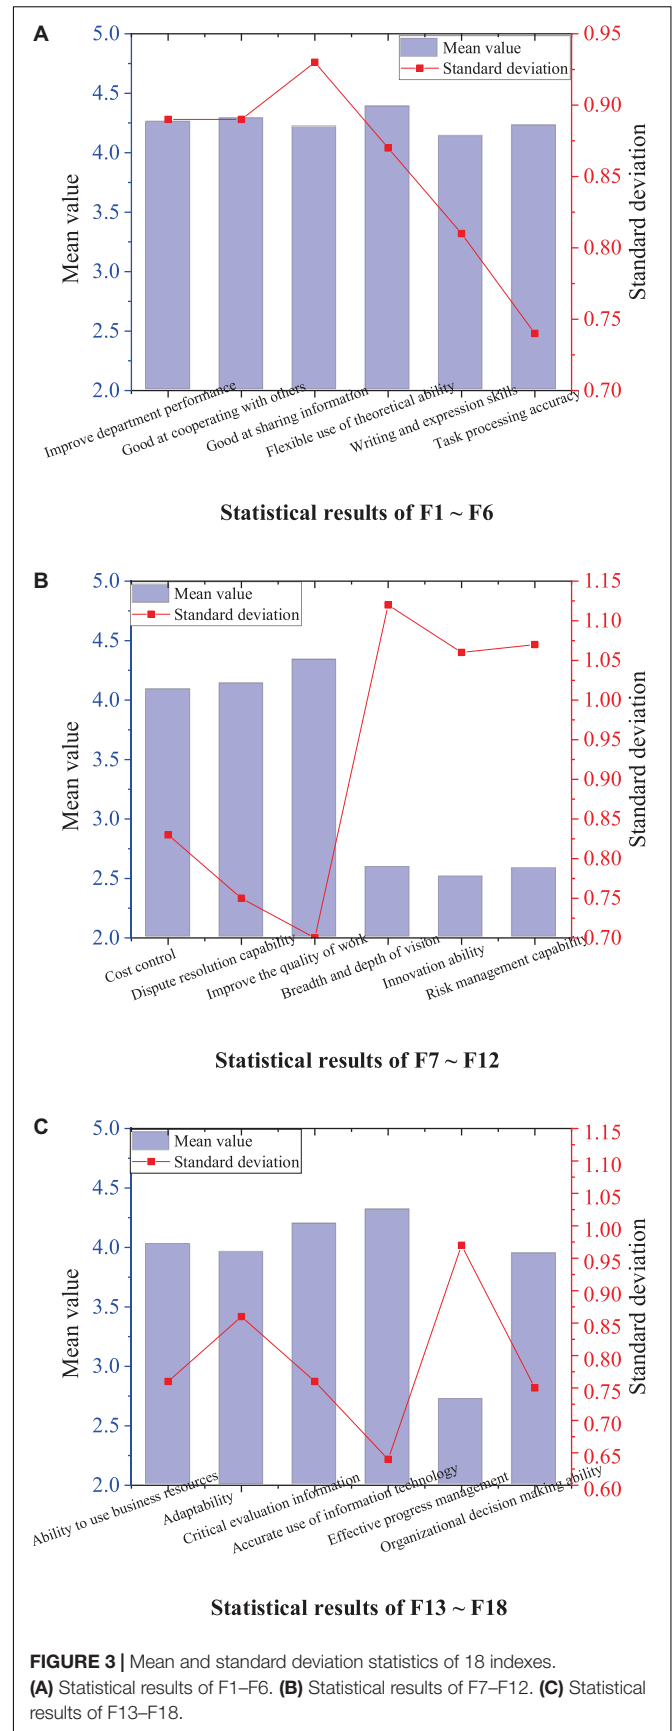 A
Mean value
Standard deviation
5.0
4.5
4.0
3.5
3.0
2.5
2.0
Mean value
0.95
0.90
0.85
0.80
0.75
0.70
Standard deviation
Improve department performance
Good at cooperating with others
Good at sharing information
Flexible use of theoretical ability
Writing and expression skills
Task processing accuracy
Statistical results of F1 ~ F6
B
Mean value
Standard deviation
5.0
4.5
4.0
3.5
3.0
2.5
2.0
Mean value
1.15
1.10
1.05
1.00
0.95
0.90
0.85
0.80
0.75
0.70
Standard deviation
Cost control
Dispute resolution capability
Improve the quality of work
Breadth and depth of vision
Innovation ability
Risk management capability
Statistical results of F7 ~ F12
C
Mean value
Standard deviation
5.0
4.5
4.0
3.5
3.0
2.5
2.0
Mean value
1.15
1.10
1.05
1.00
0.95
0.90
0.85
0.80
0.75
0.70
0.65
0.60
Standard deviation
Ability to use business resources
Adaptability
Critical evaluation information
Accurate use of information technology
Effective progress management
Organizational decision making ability
Statistical results of F13 ~ F18
FIGURE 3 | Mean and standard deviation statistics of 18 indexes.
(A) Statistical results of F1–F6. (B) Statistical results of F7–F12. (C) Statistical
results of F13–F18.